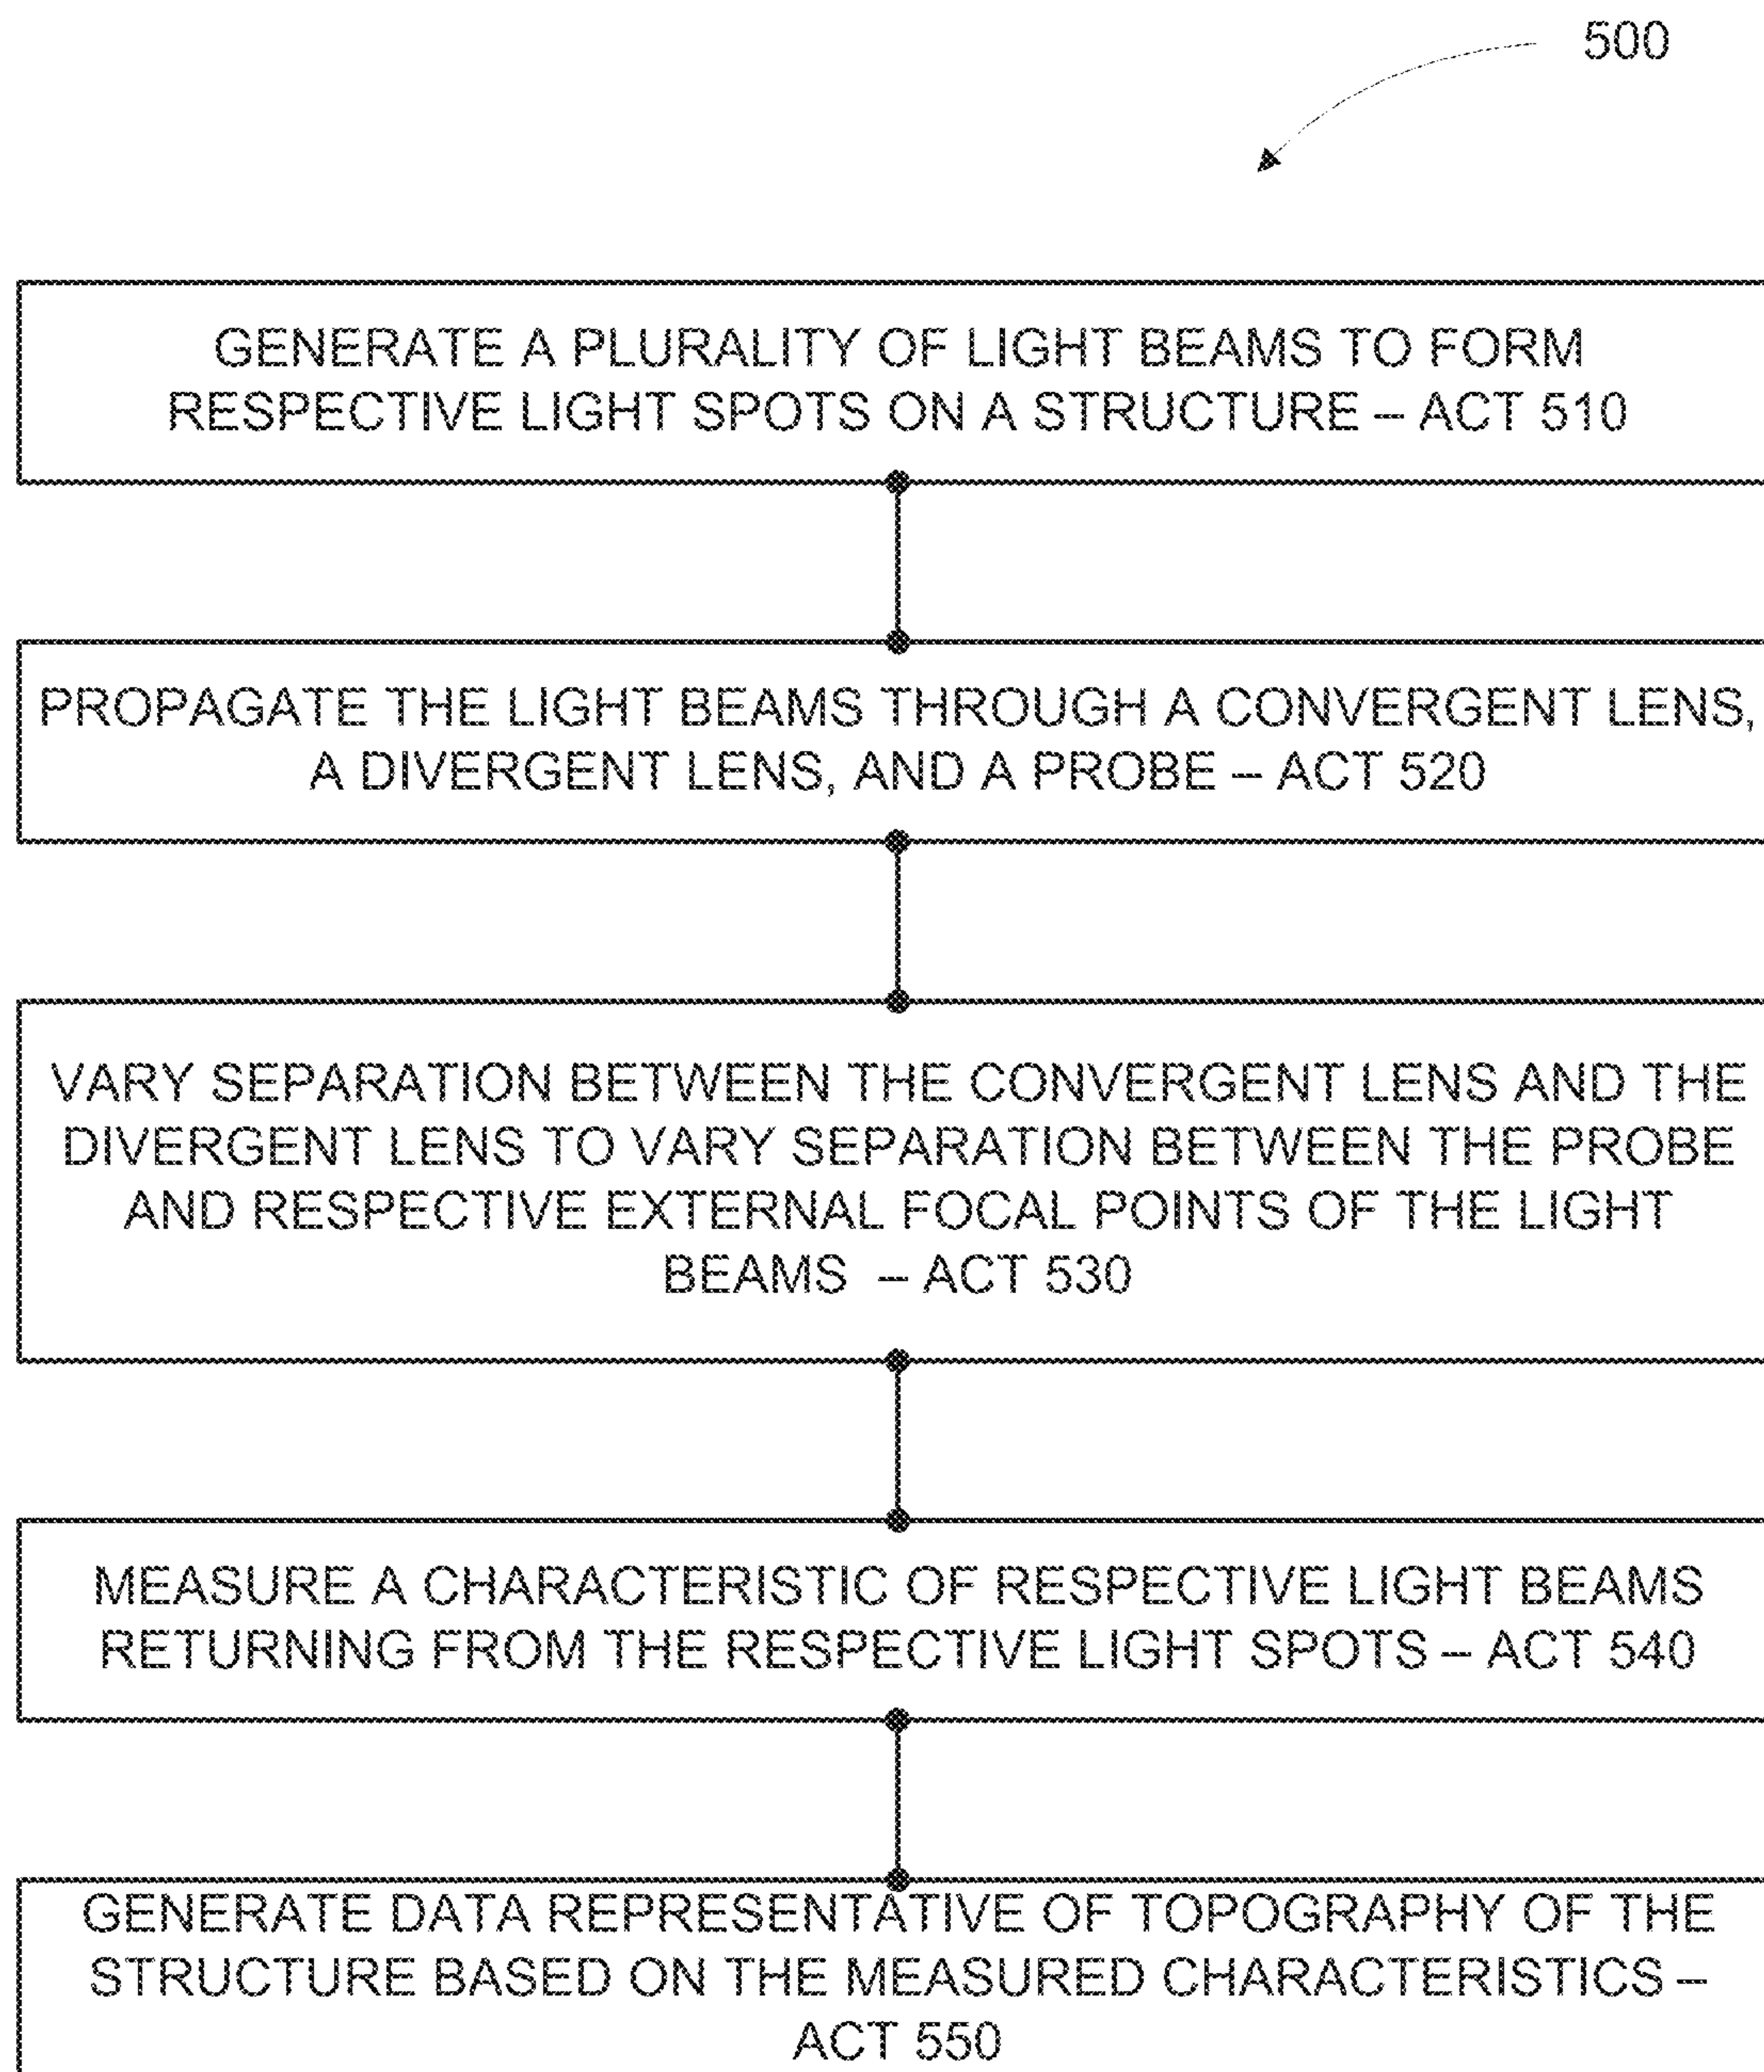 500
GENERATE A PLURALITY OF LIGHT BEAMS TO FORM
RESPECTIVE LIGHT SPOTS ON A STRUCTURE – ACT 510
PROPAGATE THE LIGHT BEAMS THROUGH A CONVERGENT LENS,
A DIVERGENT LENS, AND A PROBE – ACT 520
VARY SEPARATION BETWEEN THE CONVERGENT LENS AND THE
DIVERGENT LENS TO VARY SEPARATION BETWEEN THE PROBE
AND RESPECTIVE EXTERNAL FOCAL POINTS OF THE LIGHT
BEAMS – ACT 530
MEASURE A CHARACTERISTIC OF RESPECTIVE LIGHT BEAMS
RETURNING FROM THE RESPECTIVE LIGHT SPOTS – ACT 540
GENERATE DATA REPRESENTATIVE OF TOPOGRAPHY OF THE
STRUCTURE BASED ON THE MEASURED CHARACTERISTICS –
ACT 550